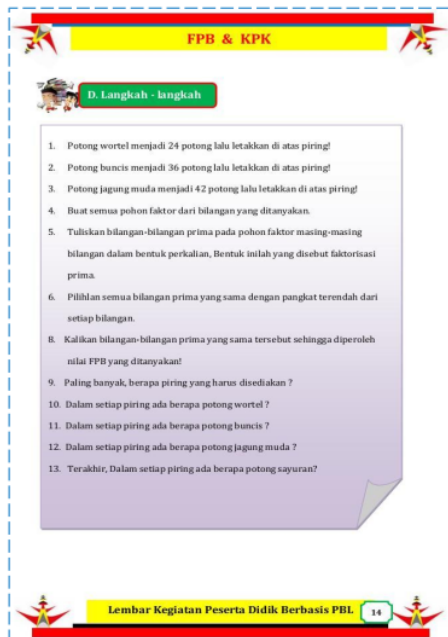 FPB & KPK
D. Langkah - langkah
1. Potong wortel menjadi 24 potong lalu letakkan di atas piring!
2. Potong buncis menjadi 36 potong lalu letakkan di atas piring!
3. Potong jagung muda menjadi 42 potong lalu letakkan di atas piring!
4. Buat semua pohon faktor dari bilangan yang ditanyakan.
5. Tuliskan bilangan-bilangan prima pada pohon faktor masing-masing
bilangan dalam bentuk perkalian, Bentuk inilah yang disebut faktorisasi
prima.
6. Pilihlan semua bilangan prima yang sama dengan pangkat terendah dari
setiap bilangan.
8. Kalikan bilangan-bilangan prima yang sama tersebut sehingga diperoleh
nilai FPB yang ditanyakan!
9. Paling banyak, berapa piring yang harus disediakan ?
10. Dalam setiap piring ada berapa potong wortel ?
11. Dalam setiap piring ada berapa potong buncis ?
12. Dalam setiap piring ada berapa potong jagung muda ?
13. Terakhir, Dalam setiap piring ada berapa potong sayuran?
Lembar Kegiatan Peserta Didik Berbasis PBL 14